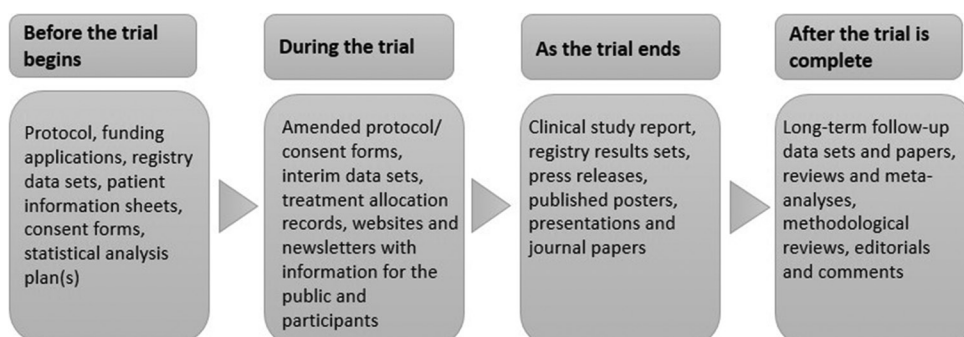 Before the trial
begins
Protocol, funding
applications, registry
data sets, patient
information sheets,
consent forms,
statistical analysis
plan(s)
During the trial
Amended protocol/
consent forms,
interim data sets,
treatment allocation
records, websites and
newsletters with
information for the
public and
participants
As the trial ends
Clinical study report,
registry results sets,
press releases,
published posters,
presentations and
journal papers
After the trial is
complete
Long-term follow-up
data sets and papers,
reviews and meta-
analyses,
methodological
reviews, editorials
and comments